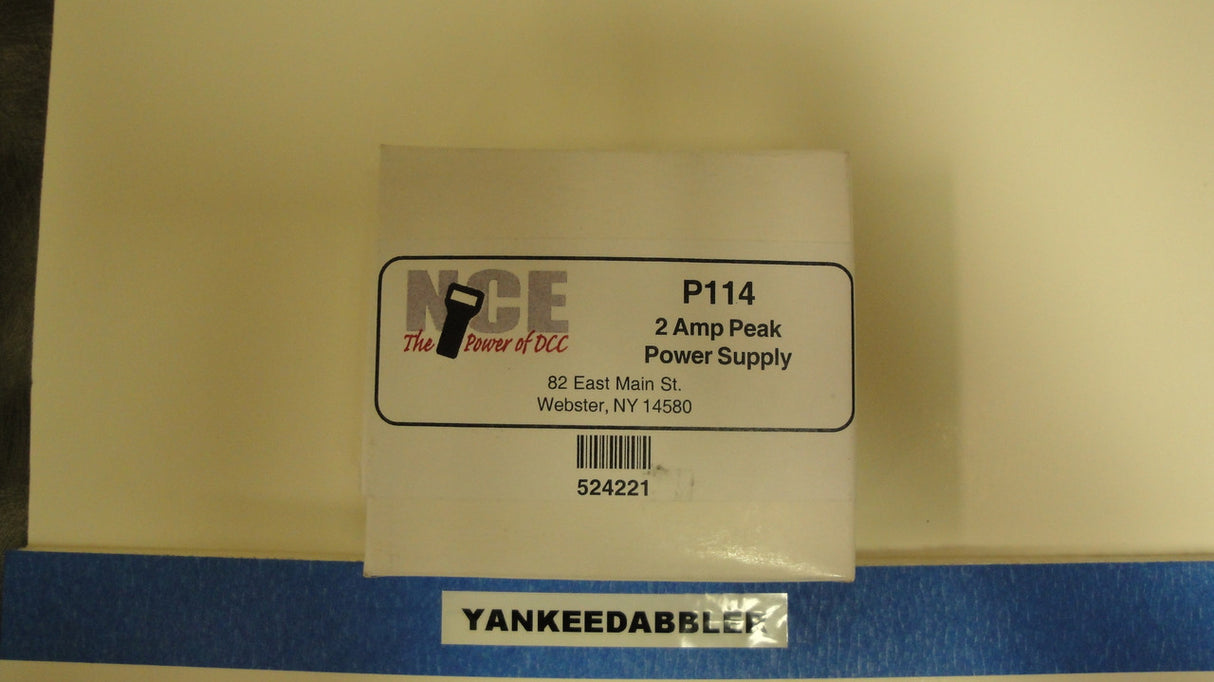 NCE
The Power of DCC
P114
2 Amp Peak
Power Supply
82 East Main St.
Webster, NY 14580
524221
YANKEEDABBLER